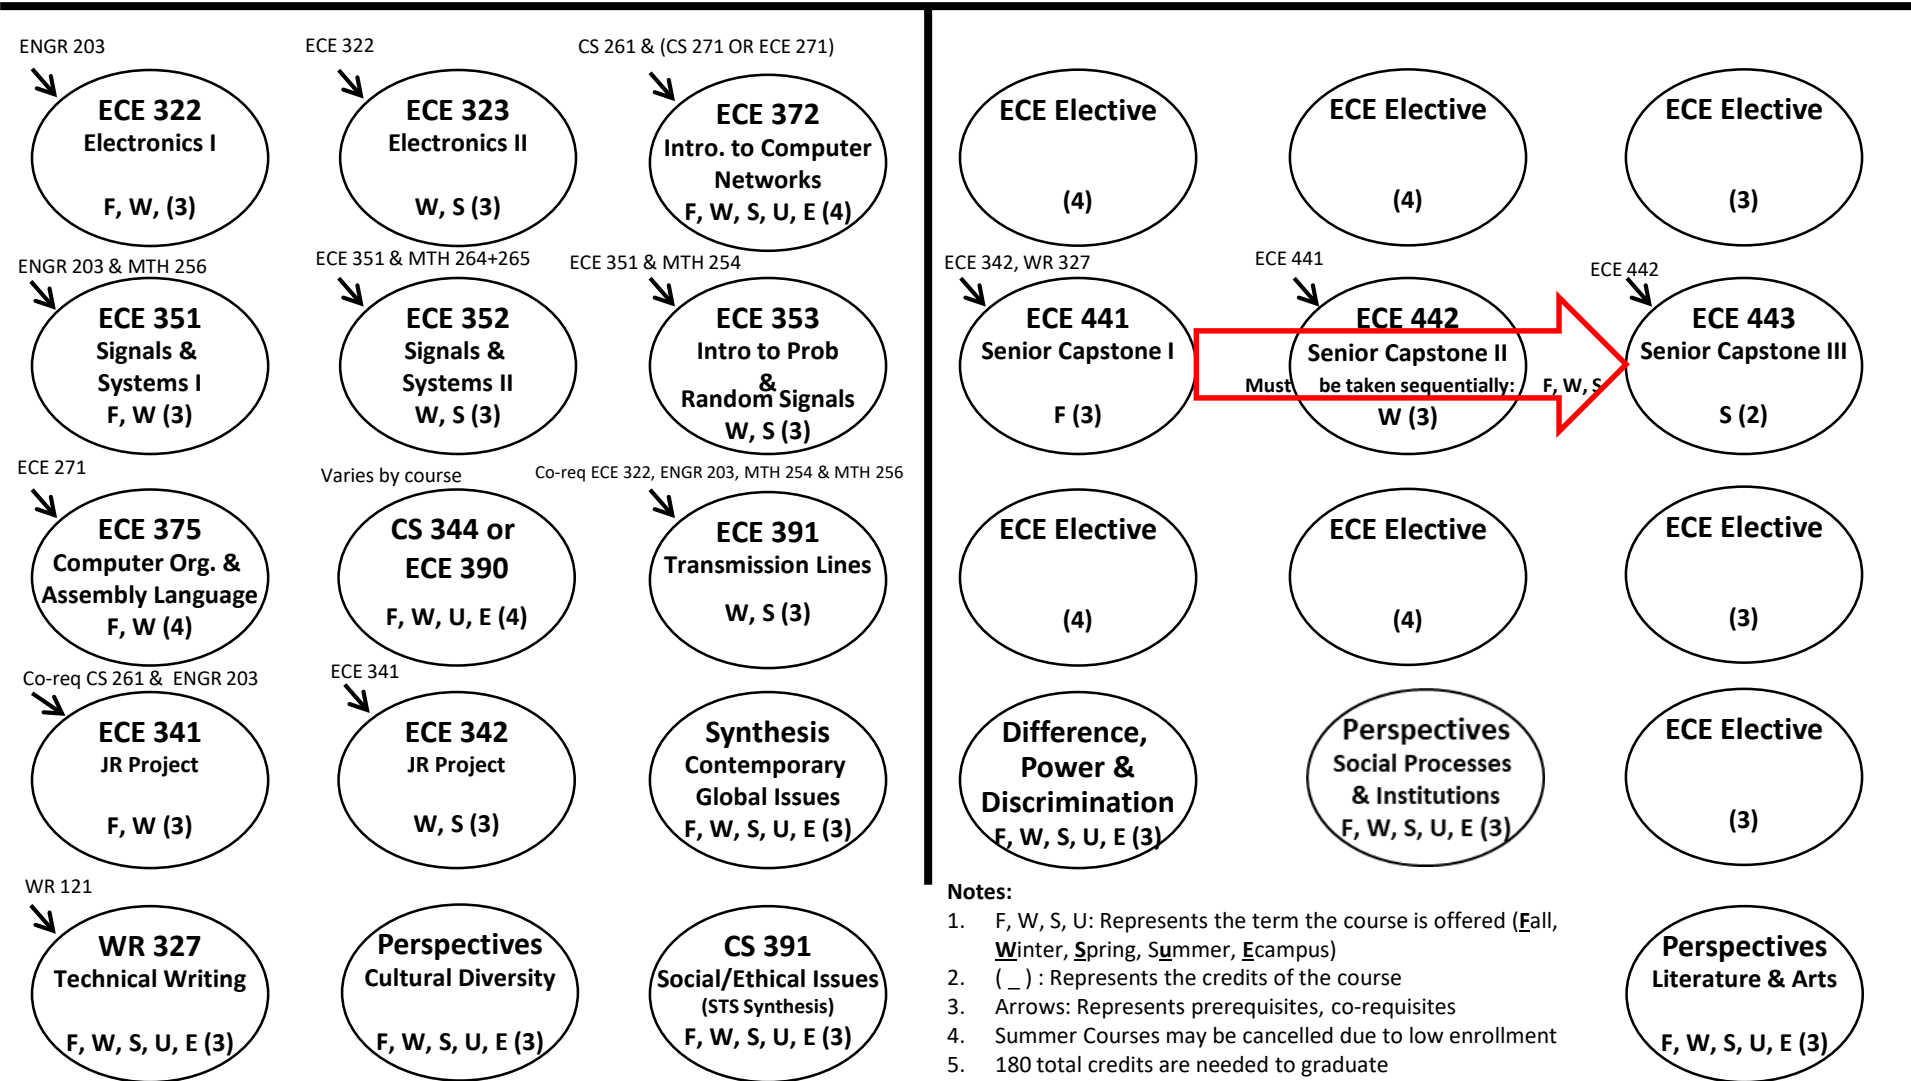 ENGR 203
ECE 322
Electronics I
F, W, (3)
ECE 322
ECE 323
Electronics II
W, S (3)
CS 261 & (CS 271 OR ECE 271)
ECE 372
Intro. to Computer
Networks
F, W, S, U, E (4)
ENGR 203 & MTH 256
ECE 351
Signals &
Systems I
F, W (3)
ECE 351 & MTH 264+265
ECE 352
Signals &
Systems II
W, S (3)
ECE 351 & MTH 254
ECE 353
Intro to Prob
&
Random Signals
W, S (3)
ECE 271
ECE 375
Computer Org. &
Assembly Language
F, W (4)
Varies by course
CS 344 or
ECE 390
F, W, U, E (4)
Co-req ECE 322, ENGR 203, MTH 254 & MTH 256
ECE 391
Transmission Lines
W, S (3)
Co-req CS 261 & ENGR 203
ECE 341
JR Project
F, W (3)
ECE 341
ECE 342
JR Project
W, S (3)
Synthesis
Contemporary
Global Issues
F, W, S, U, E (3)
WR 121
WR 327
Technical Writing
F, W, S, U, E (3)
Perspectives
Cultural Diversity
F, W, S, U, E (3)
CS 391
Social/Ethical Issues
(STS Synthesis)
F, W, S, U, E (3)
ECE Elective
(4)
ECE Elective
(4)
ECE Elective
(3)
ECE 342, WR 327
ECE 441
Senior Capstone I
F (3)
ECE 441
ECE 442
Senior Capstone II
Must be taken sequentially: F, W, S
W (3)
ECE 442
ECE 443
Senior Capstone III
S (2)
ECE Elective
(4)
ECE Elective
(4)
ECE Elective
(3)
Difference,
Power &
Discrimination
F, W, S, U, E (3)
Perspectives
Social Processes
& Institutions
F, W, S, U, E (3)
ECE Elective
(3)
Notes:
1. F, W, S, U: Represents the term the course is offered (Fall,
Winter, Spring, Summer, Ecampus)
2. ( _ ) : Represents the credits of the course
3. Arrows: Represents prerequisites, co-requisites
4. Summer Courses may be cancelled due to low enrollment
5. 180 total credits are needed to graduate
Perspectives
Literature & Arts
F, W, S, U, E (3)